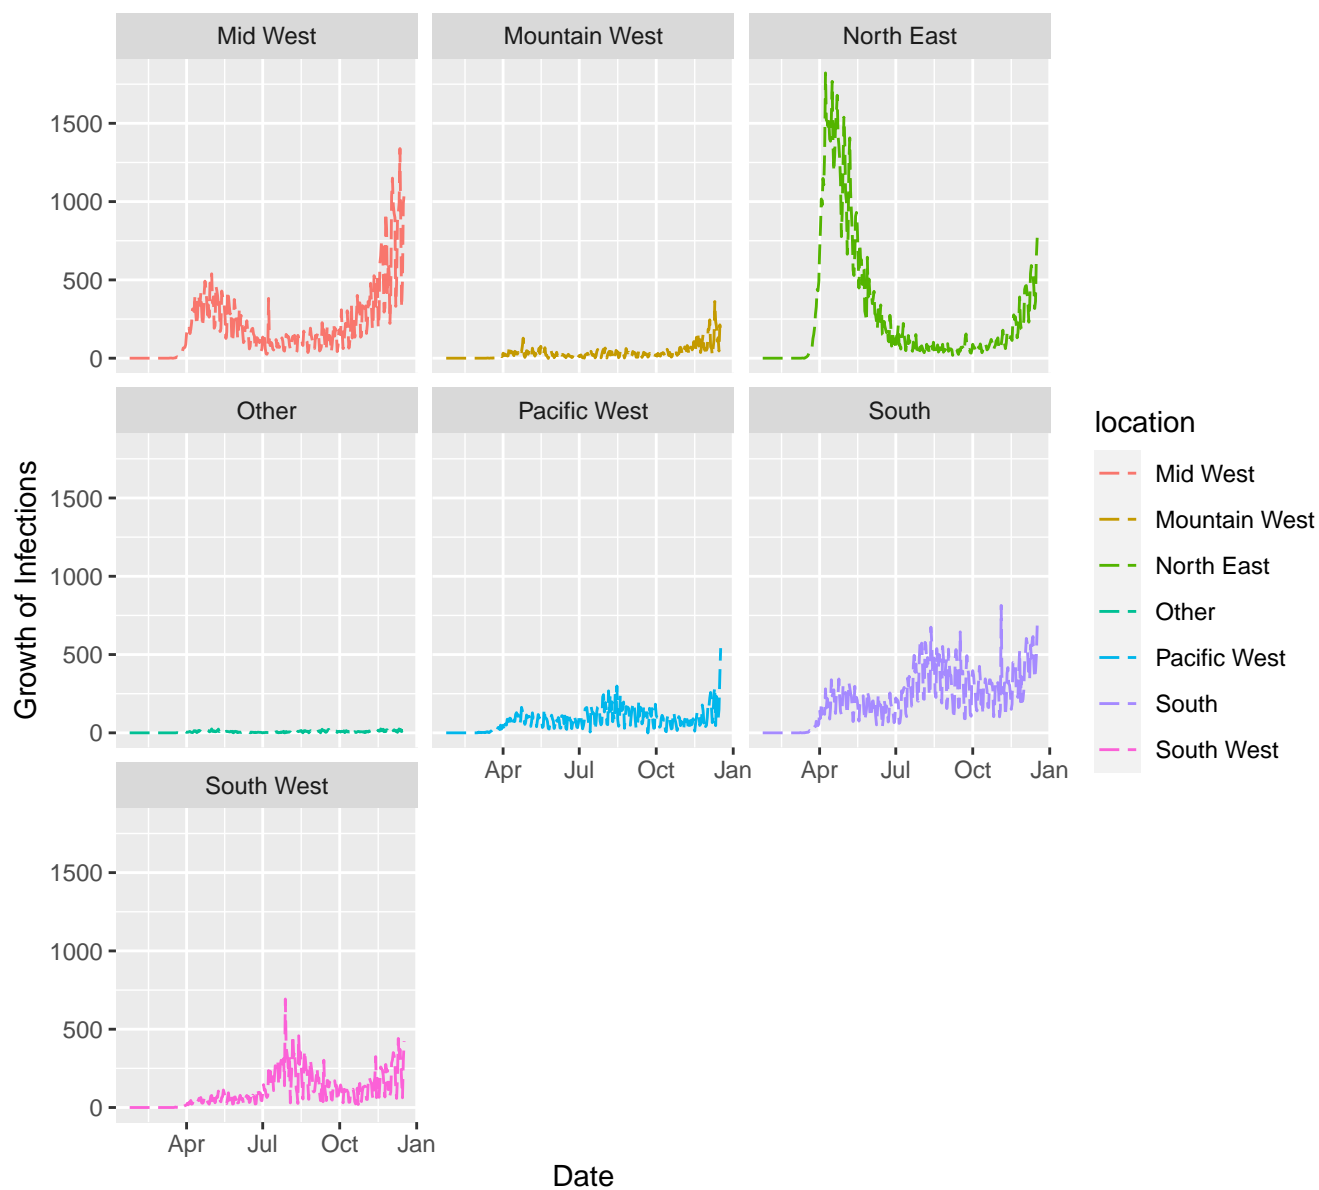 Mid West
Mountain West
North East
1500
1000
500
0
Other
Pacific West
South
1500
1000
500
0
Apr
Jul
Oct
Jan
Apr
Jul
Oct
Jan
South West
1500
1000
500
0
Apr
Jul
Oct
Jan
Date
Growth of Infections
location
Mid West
Mountain West
North East
Other
Pacific West
South
South West